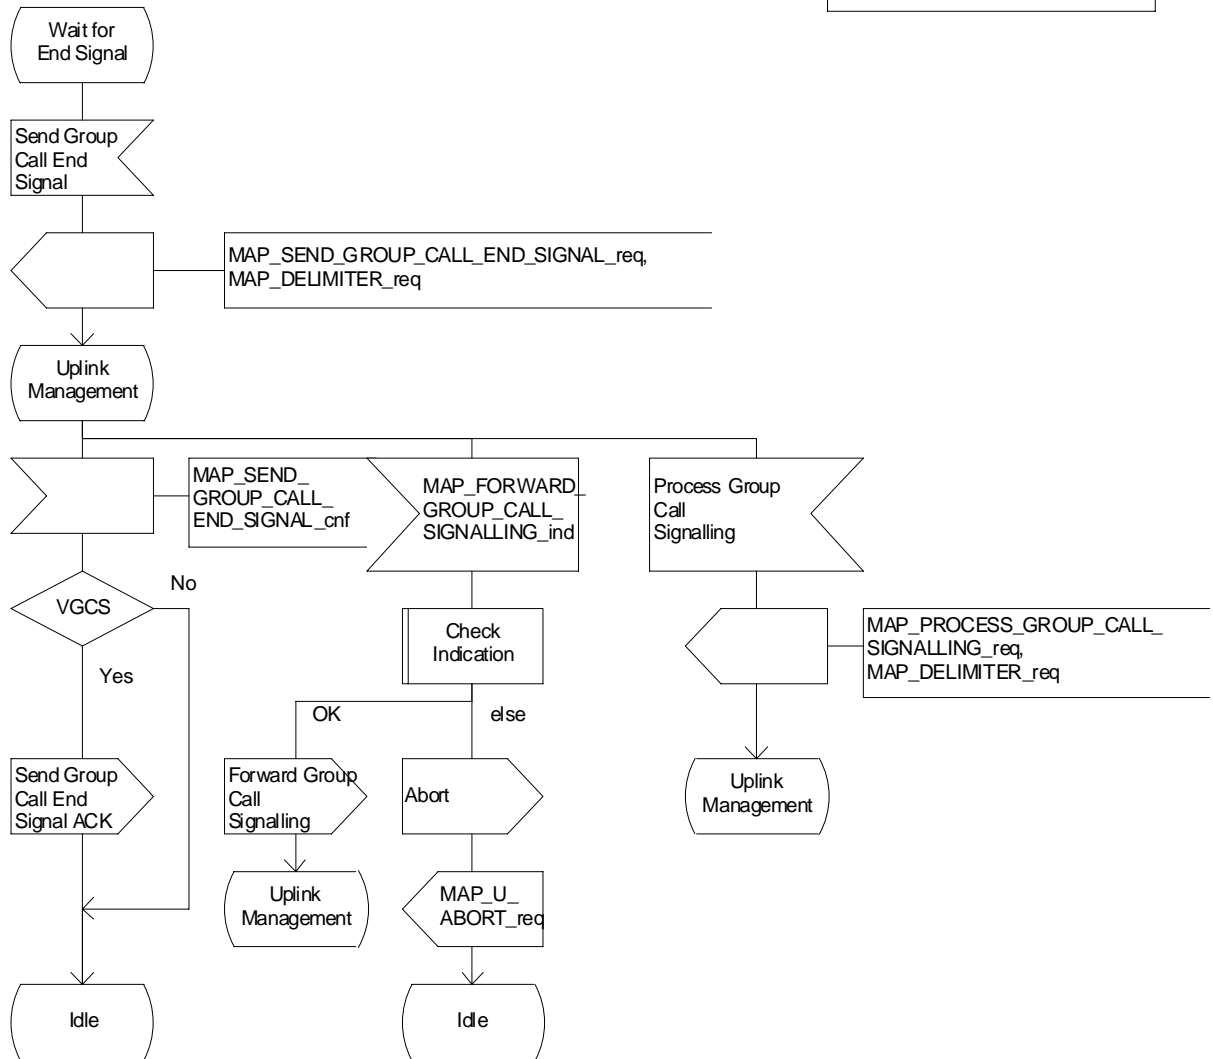 Wait for
End Signal
Send Group
Call End
Signal
MAP_SEND_GROUP_CALL_END_SIGNAL_req,
MAP_DELIMITER_req
Uplink
Management
MAP_SEND_
GROUP_CALL_
END_SIGNAL_cnf
MAP_FORWARD_
GROUP_CALL_
SIGNALLING_ind
Process Group
Call
Signalling
VGCS
No
Yes
Check
Indication
MAP_PROCESS_GROUP_CALL_
SIGNALLING_req,
MAP_DELIMITER_req
OK
else
Send Group
Call End
Signal ACK
Forward Group
Call
Signalling
Abort
Uplink
Management
Uplink
Management
MAP_U_
ABORT_req
Idle
Idle